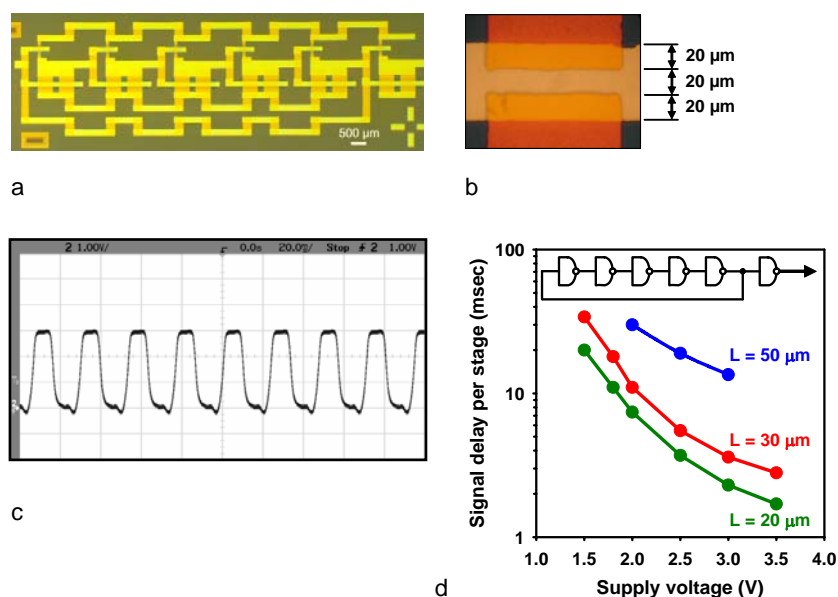 500 µm
a
20 µm
20 µm
20 µm
b
2 1.00V/ 0.0s 20.0ms/ Stop 2 1.00V
c
Signal delay per stage (msec)
100
10
1
L = 50 µm
L = 30 µm
L = 20 µm
1.0 1.5 2.0 2.5 3.0 3.5 4.0
Supply voltage (V)
d